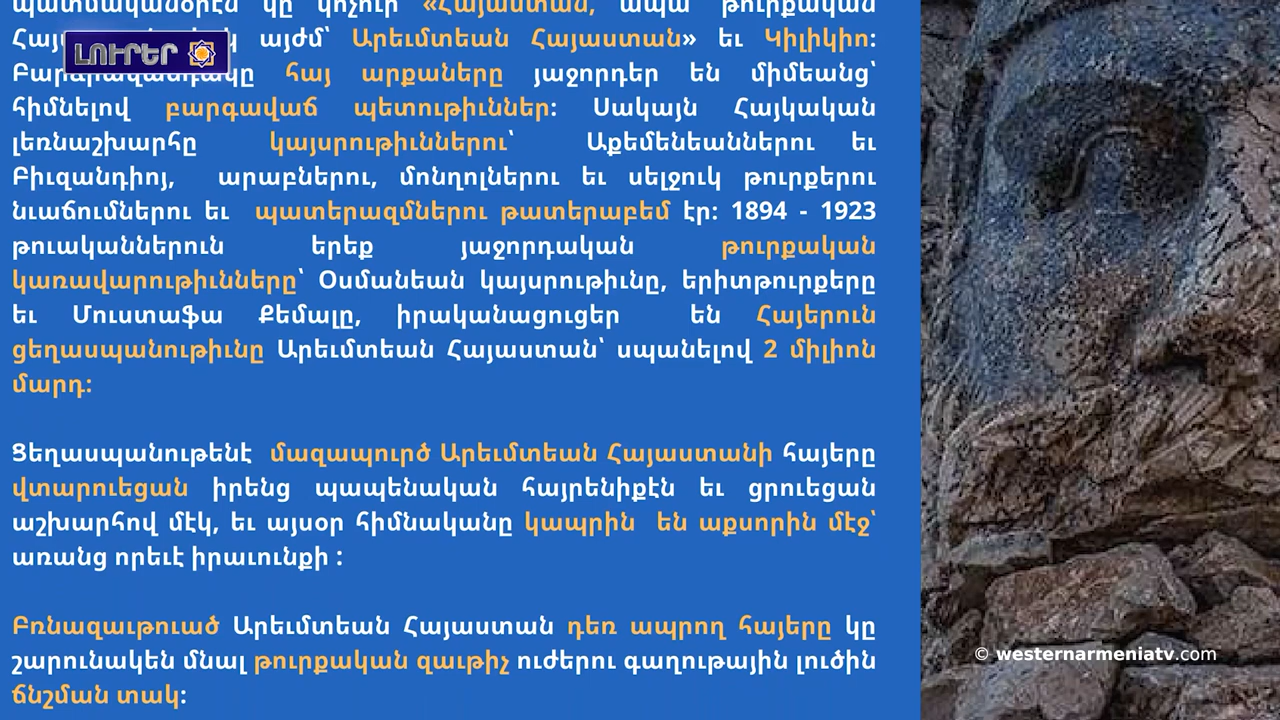 պատմականօրէն կը կոչուի «Հայաստան, ապա թուրքական
այժմ՝ Արեւմտեան Հայաստան» եւ Կիլիկիո:
հայ արքաները յաջորդեր են միմեանց՝
հիմնելով բարգավաճ պետութիւններ: Սակայն Հայկական
լեռնաշխարհը կայսրութիւններու՝ Աքեմենեաններու եւ
Բիւզանդիոյ, արաբներու, մոնղոլներու եւ սելջուկ թուրքերու
նւաճումներու եւ պատերազմներու թատերաբեմ էր: 1894 - 1923
թուականներուն երեք յաջորդական թուրքական
կառավարութիւնները՝ Օսմանեան կայսրութիւնը, երիտթուրքերը
եւ Մուստաֆա Քեմալը, իրականացուցեր են Հայերուն
ցեղասպանութիւնը Արեւմտեան Հայաստան՝ սպանելով 2 միլիոն
մարդ:
Ցեղասպանութենէ մազապուրծ Արեւմտեան Հայաստանի հայերը
վտարուեցան իրենց պապենական հայրենիքէն եւ ցրուեցան
աշխարհով մէկ, եւ այսօր հիմնականը կապրին են աքսորին մէջ՝
առանց որեւէ իրաւունքի :
Բռնազաւթուած Արեւմտեան Հայաստան դեռ ապրող հայերը կը
շարունակեն մնալ թուրքական զաւթիչ ուժերու գաղութային լուծին
ճնշման տակ:
ԼՈՒՐԵՐ
© westernarmeniatv.com